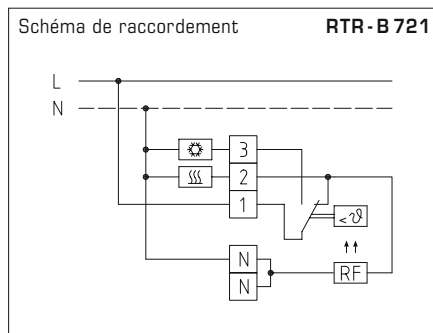 Schéma de raccordement RTR-B 721
L
N
3
2
1
< ϑ
N
N
RF